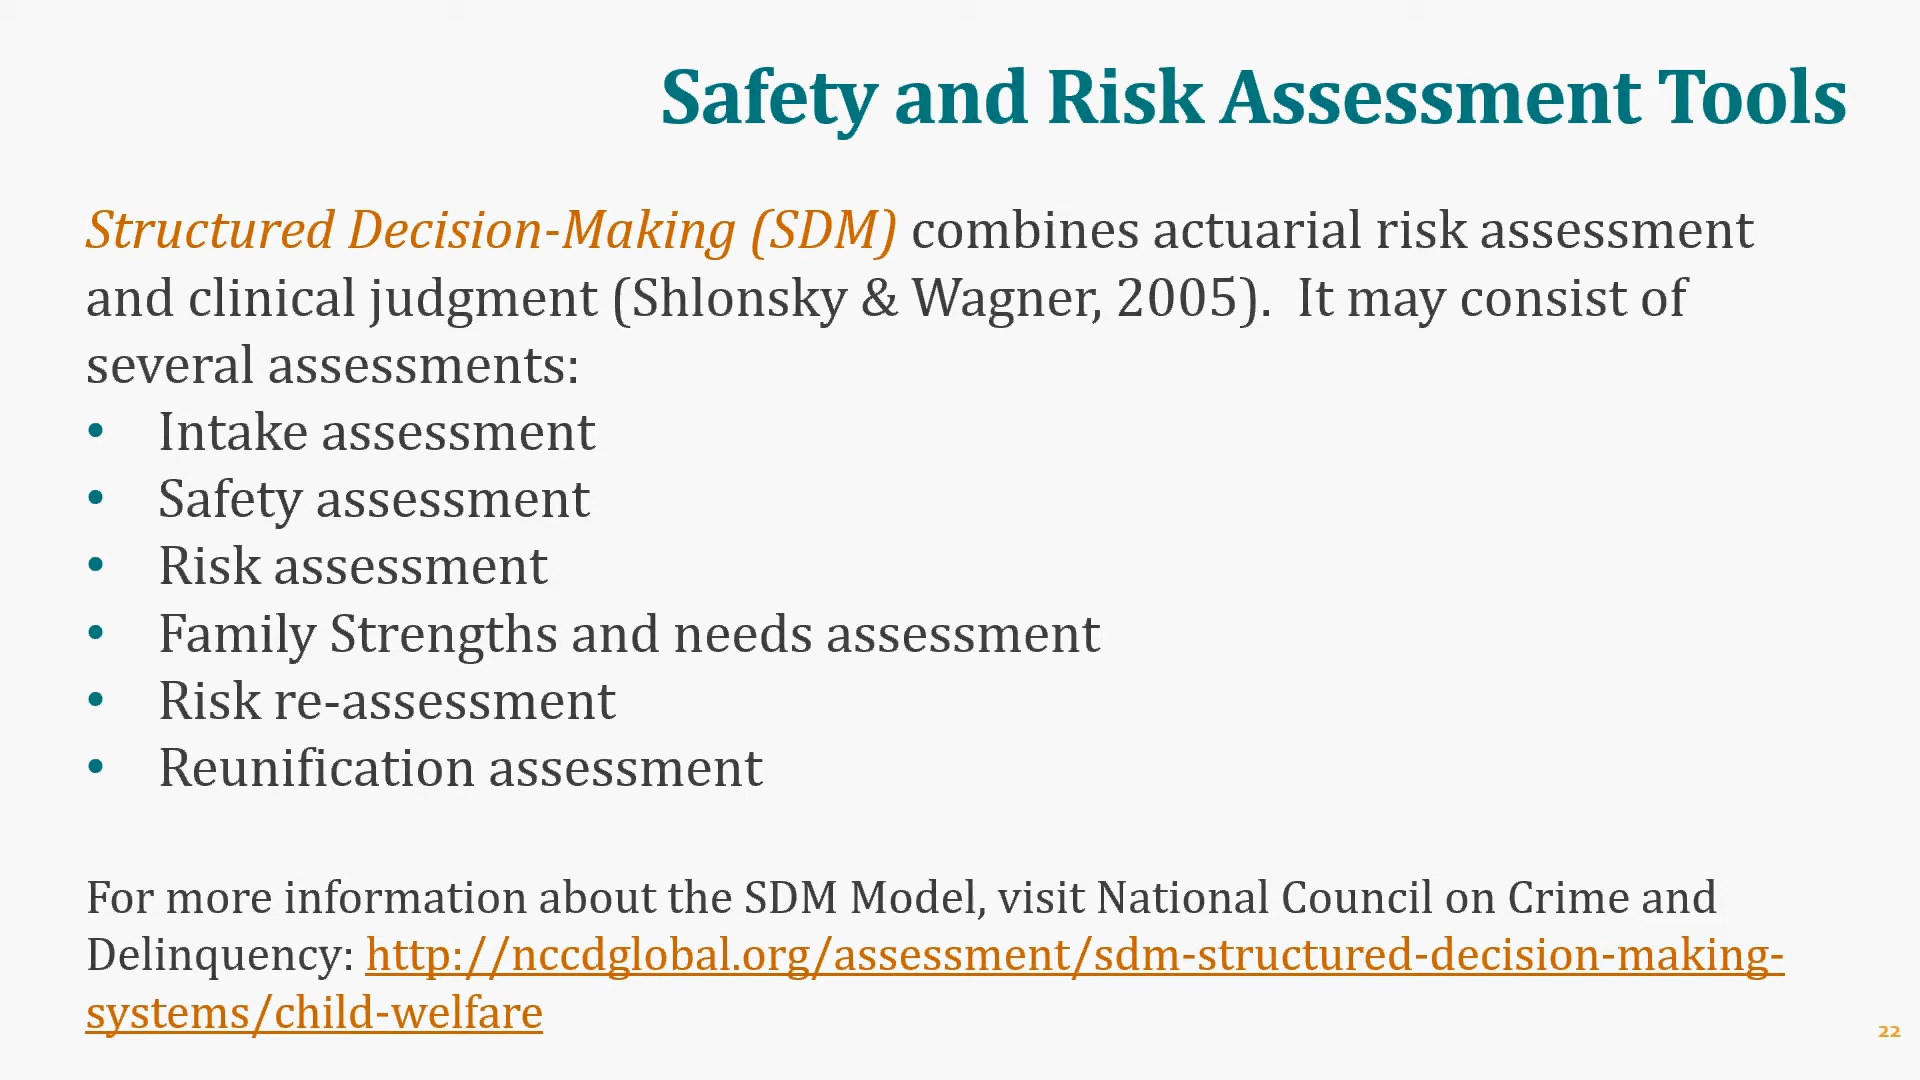 Safety and Risk Assessment Tools
Structured Decision-Making (SDM) combines actuarial risk assessment
and clinical judgment (Shlonsky & Wagner, 2005).  It may consist of
several assessments:
• Intake assessment
• Safety assessment
• Risk assessment
• Family Strengths and needs assessment
• Risk re-assessment
• Reunification assessment
For more information about the SDM Model, visit National Council on Crime and
Delinquency: http://nccdglobal.org/assessment/sdm-structured-decision-making-
systems/child-welfare
22